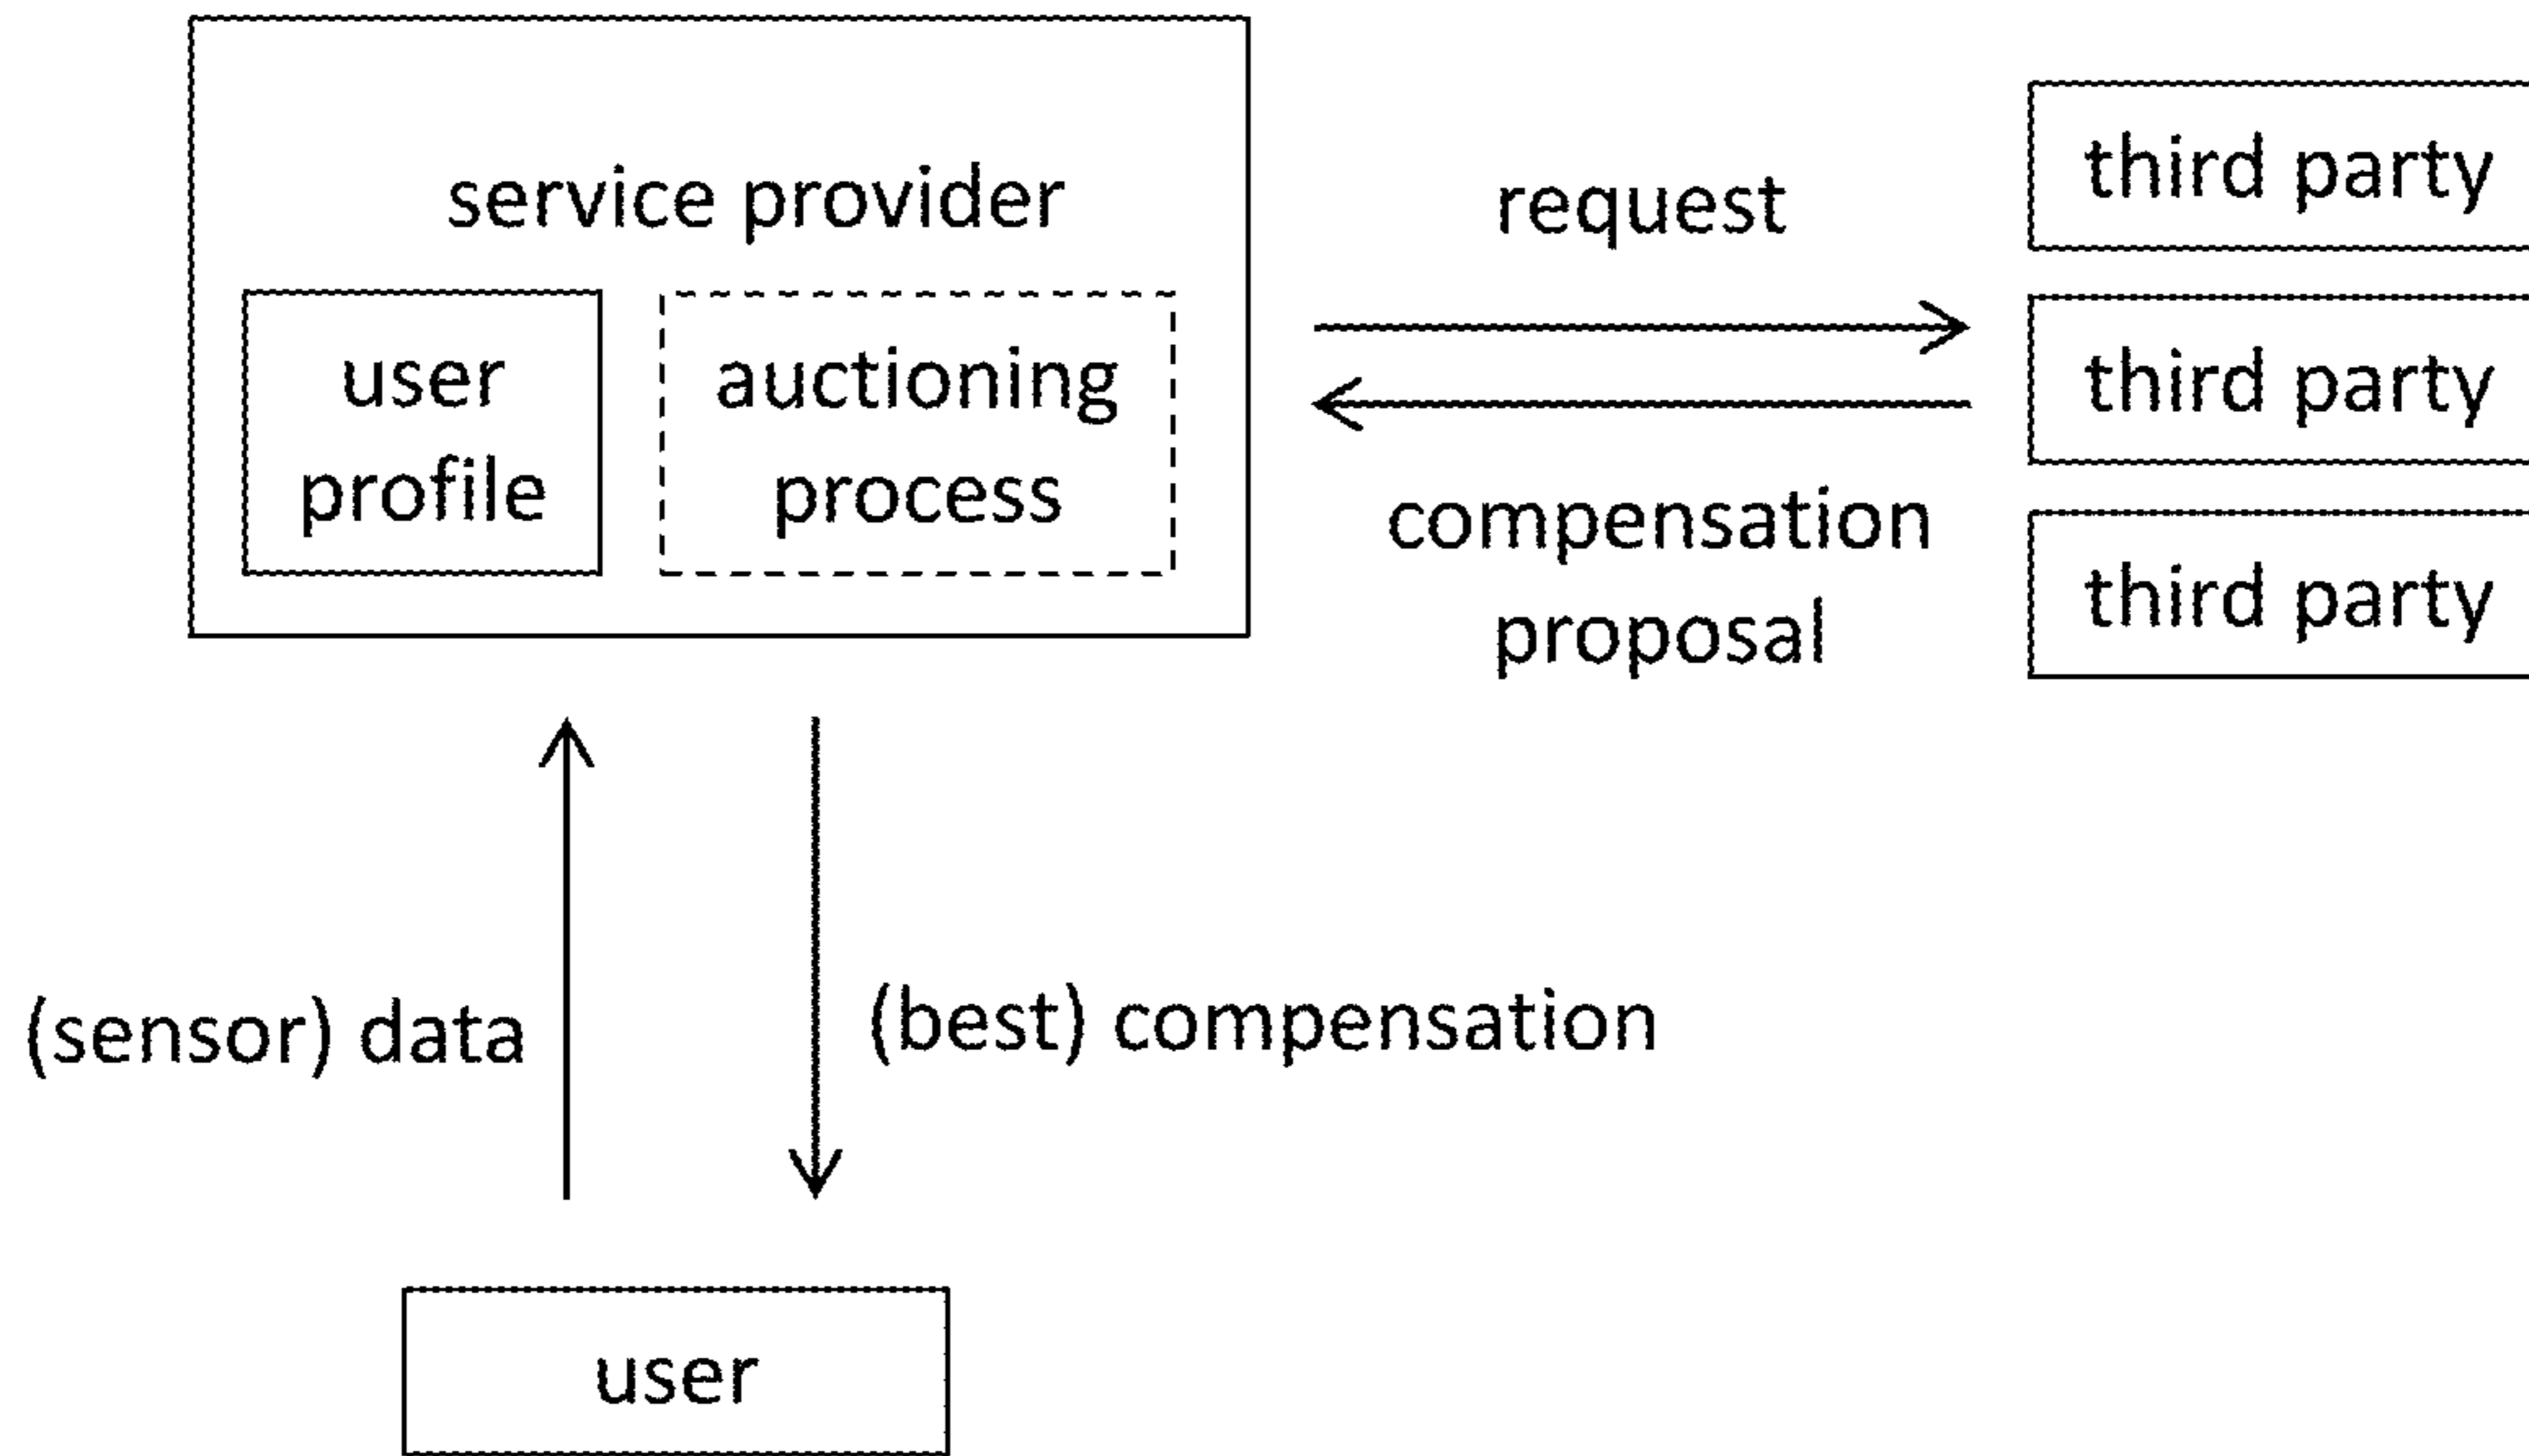 service provider
user
profile
auctioning
process
request
compensation
proposal
third party
third party
third party
(sensor) data
(best) compensation
user